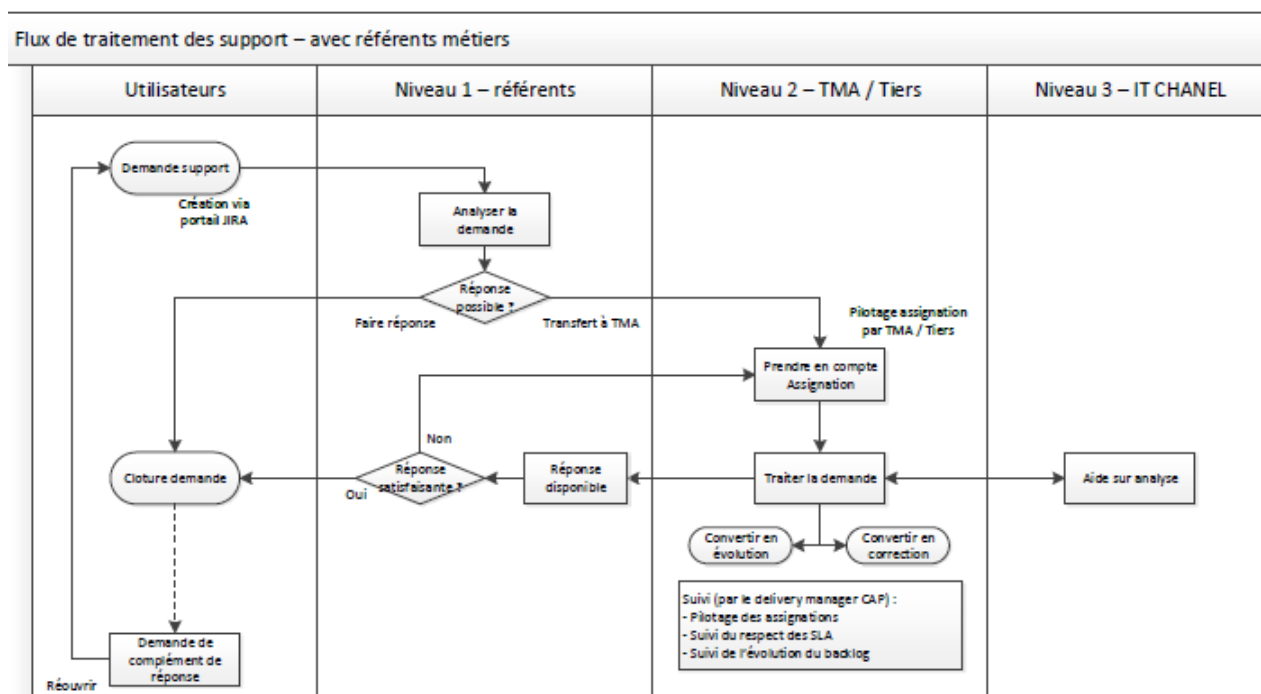 Flux de traitement des support – avec référents métiers
Utilisateurs
Niveau 1 – référents
Niveau 2 – TMA / Tiers
Niveau 3 – IT CHANEL
Demande support
Création via
portail JIRA
Analyser la
demande
Réponse
possible ?
Faire réponse
Transfert à TMA
Pilotage assignation
par TMA / Tiers
Prendre en compte
Assignation
Non
Cloture demande
Oui
Réponse
satisfaisante ?
Réponse
disponible
Traiter la demande
Aide sur analyse
Convertir en
évolution
Convertir en
correction
Suivi (par le delivery manager CAP) :
- Pilotage des assignations
- Suivi du respect des SLA
- Suivi de l'évolution du backlog
Demande de
complément de
réponse
Réouvrir